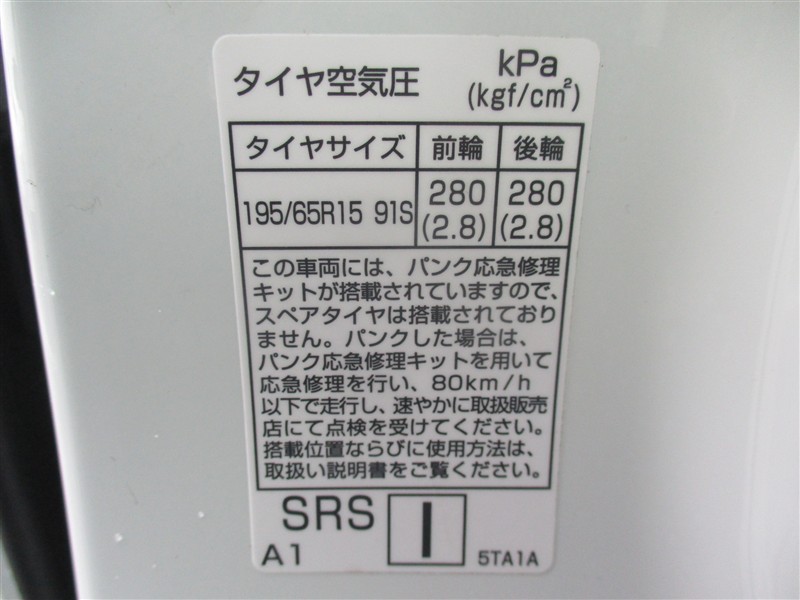 タイヤ空気圧 kPa
(kgf/cm²)
タイヤサイズ 前輪 後輪
195/65R15 91S 280 280
(2.8) (2.8)
この車両には、パンク応急修理
キットが搭載されていますので、
スペアタイヤは搭載されており
ません。パンクした場合は、
パンク応急修理キットを用いて
応急修理を行い、80km/h
以下で走行し、速やかに取扱販売
店にて点検を受けてください。
搭載位置ならびに使用方法は、
取扱い説明書をご覧ください。
SRS I
A1 5TA1A